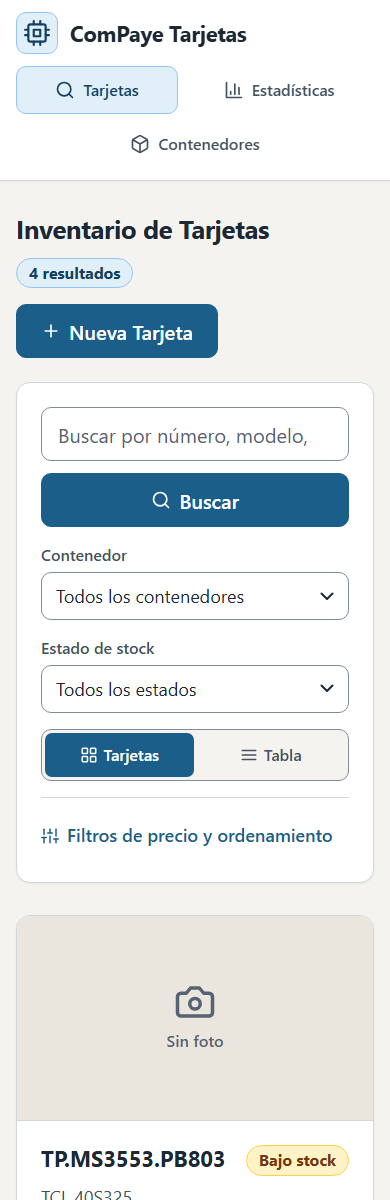 ComPaye Tarjetas
Tarjetas
Estadísticas
Contenedores
Inventario de Tarjetas
4 resultados
Nueva Tarjeta
Buscar por número, modelo,
Buscar
Contenedor
Todos los contenedores
Estado de stock
Todos los estados
Tarjetas
Tabla
Filtros de precio y ordenamiento
Sin foto
TP.MS3553.PB803
Bajo stock
TCL 40S325